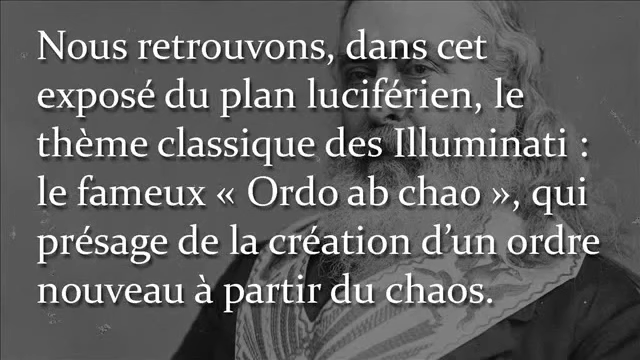 Nous retrouvons, dans cet
exposé du plan luciférien, le
thème classique des Illuminati :
le fameux « Ordo ab chao », qui
présage de la création d’un ordre
nouveau à partir du chaos.